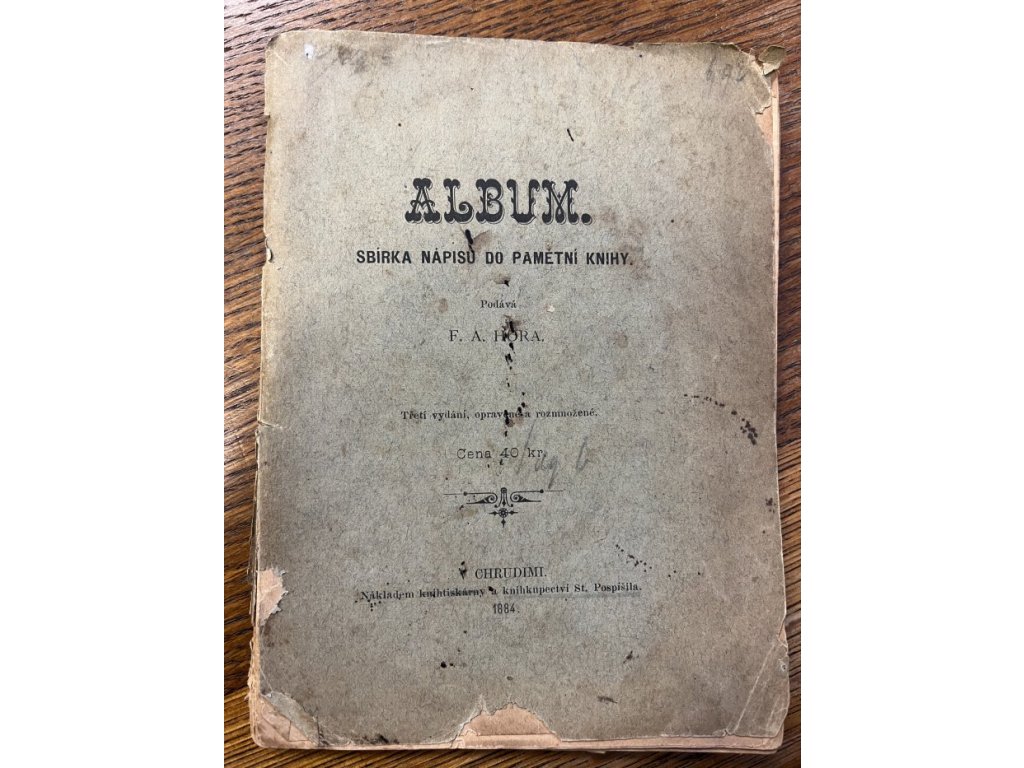 ALBUM.
SBÍRKA NÁPISŮ DO PAMĚTNÍ KNIHY.
Podává
F. A. HORA.
Třetí vydání, opravené a rozmnožené.
Cena 40 kr.
V CHRUDIMI.
Nákladem knihtiskárny a knihkupectví St. Pospíšila.
1884.